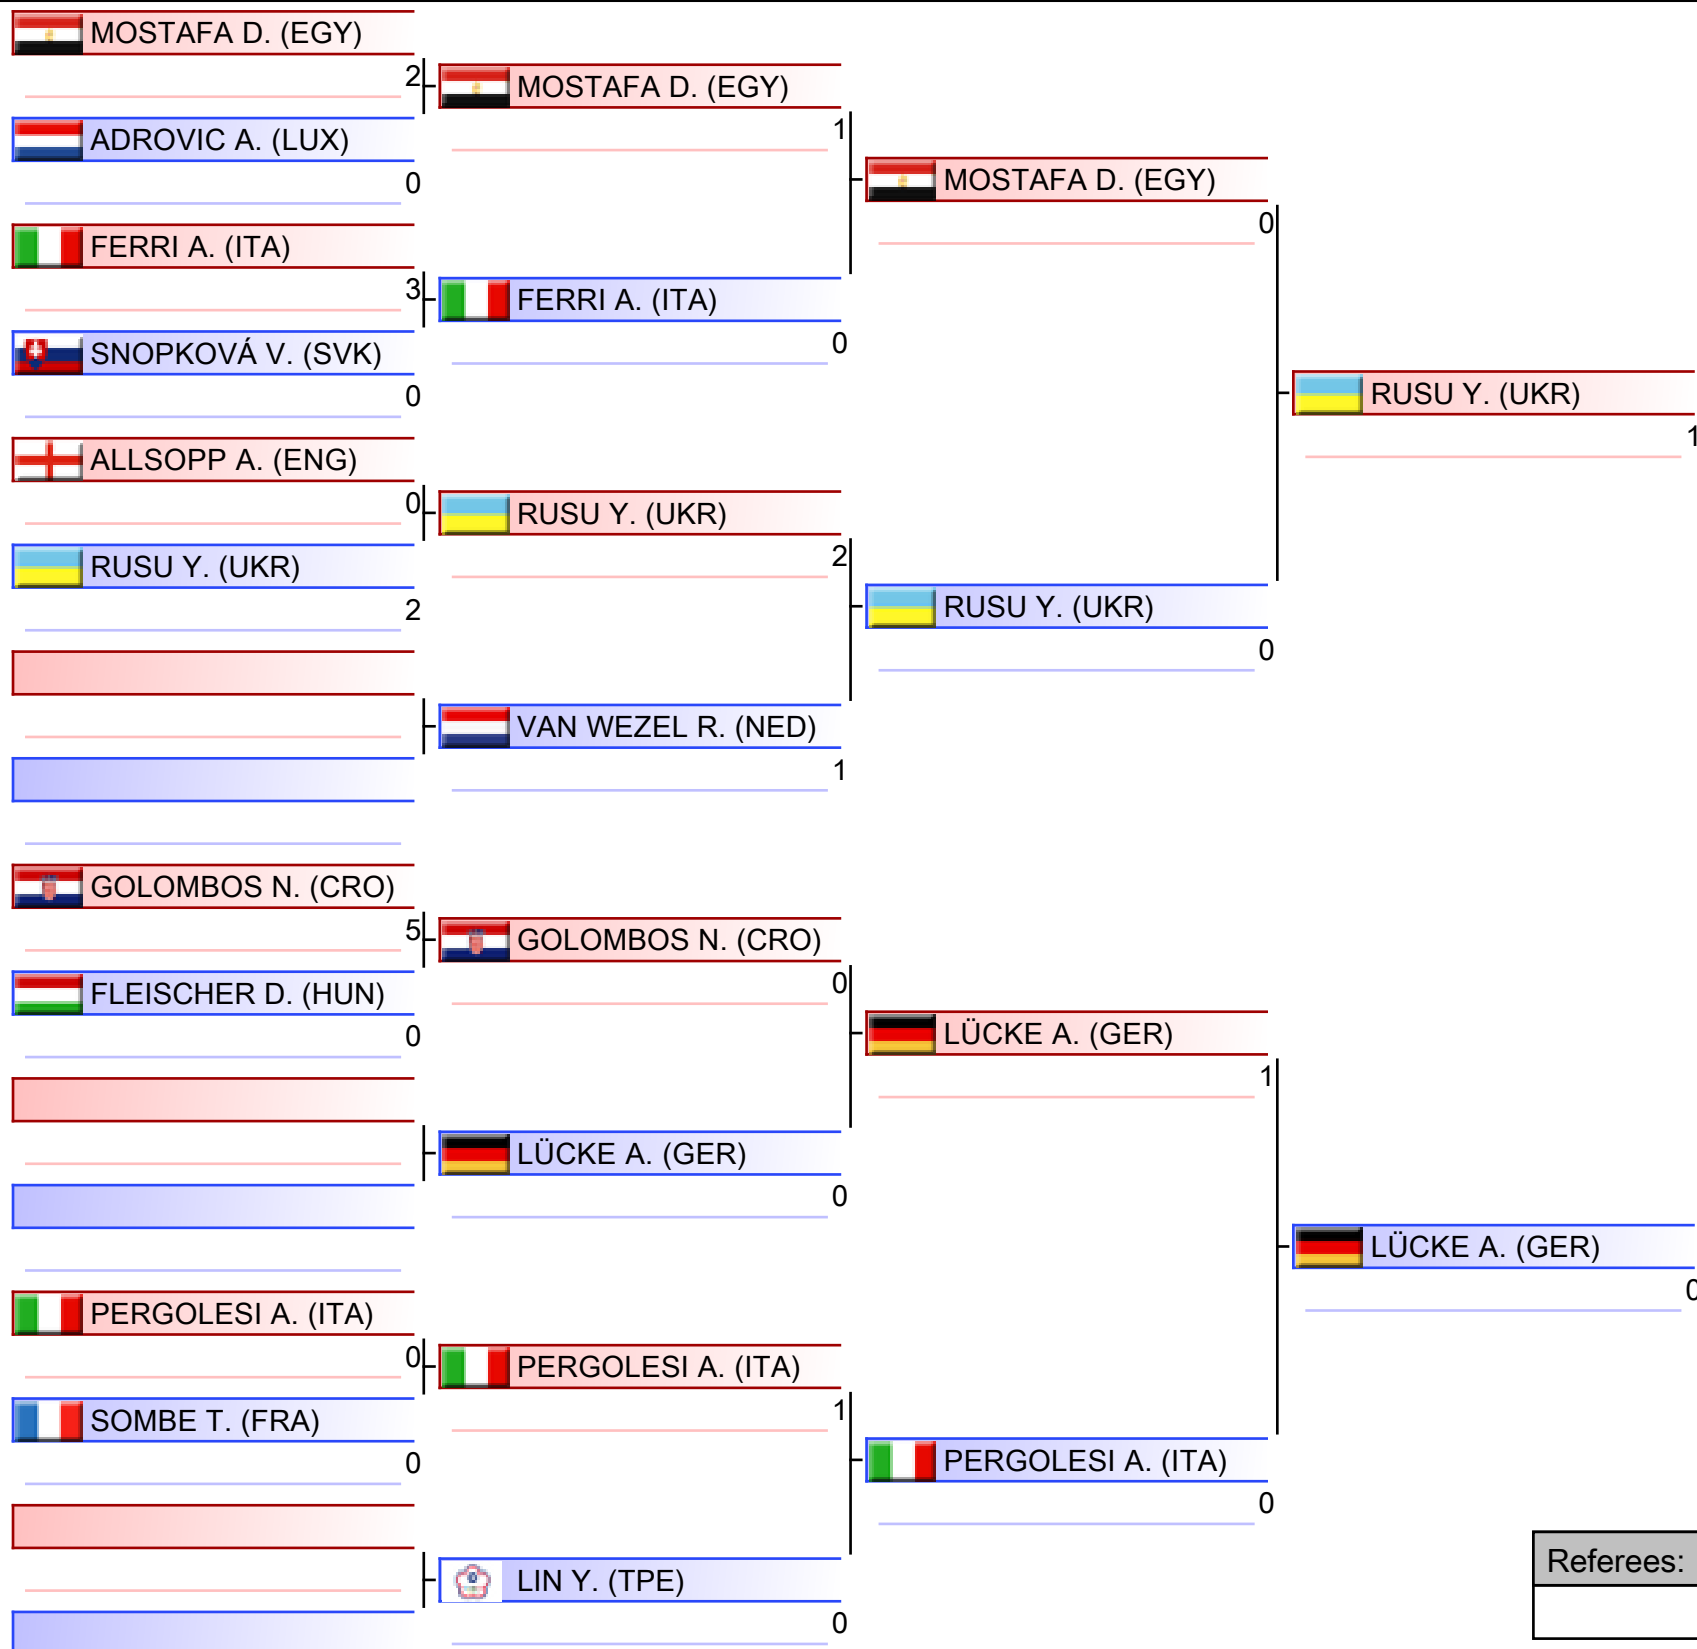 MOSTAFA D. (EGY)
2
ADROVIC A. (LUX)
0
FERRI A. (ITA)
3
SNOPKOVÁ V. (SVK)
0
ALLSOPP A. (ENG)
0
RUSU Y. (UKR)
2
GOLOMBOS N. (CRO)
5
FLEISCHER D. (HUN)
0
PERGOLESI A. (ITA)
0
SOMBE T. (FRA)
0
MOSTAFA D. (EGY)
1
FERRI A. (ITA)
0
RUSU Y. (UKR)
2
VAN WEZEL R. (NED)
1
GOLOMBOS N. (CRO)
0
LÜCKE A. (GER)
0
PERGOLESI A. (ITA)
1
LIN Y. (TPE)
0
MOSTAFA D. (EGY)
0
RUSU Y. (UKR)
0
LÜCKE A. (GER)
1
PERGOLESI A. (ITA)
0
RUSU Y. (UKR)
1
LÜCKE A. (GER)
0
Referees: